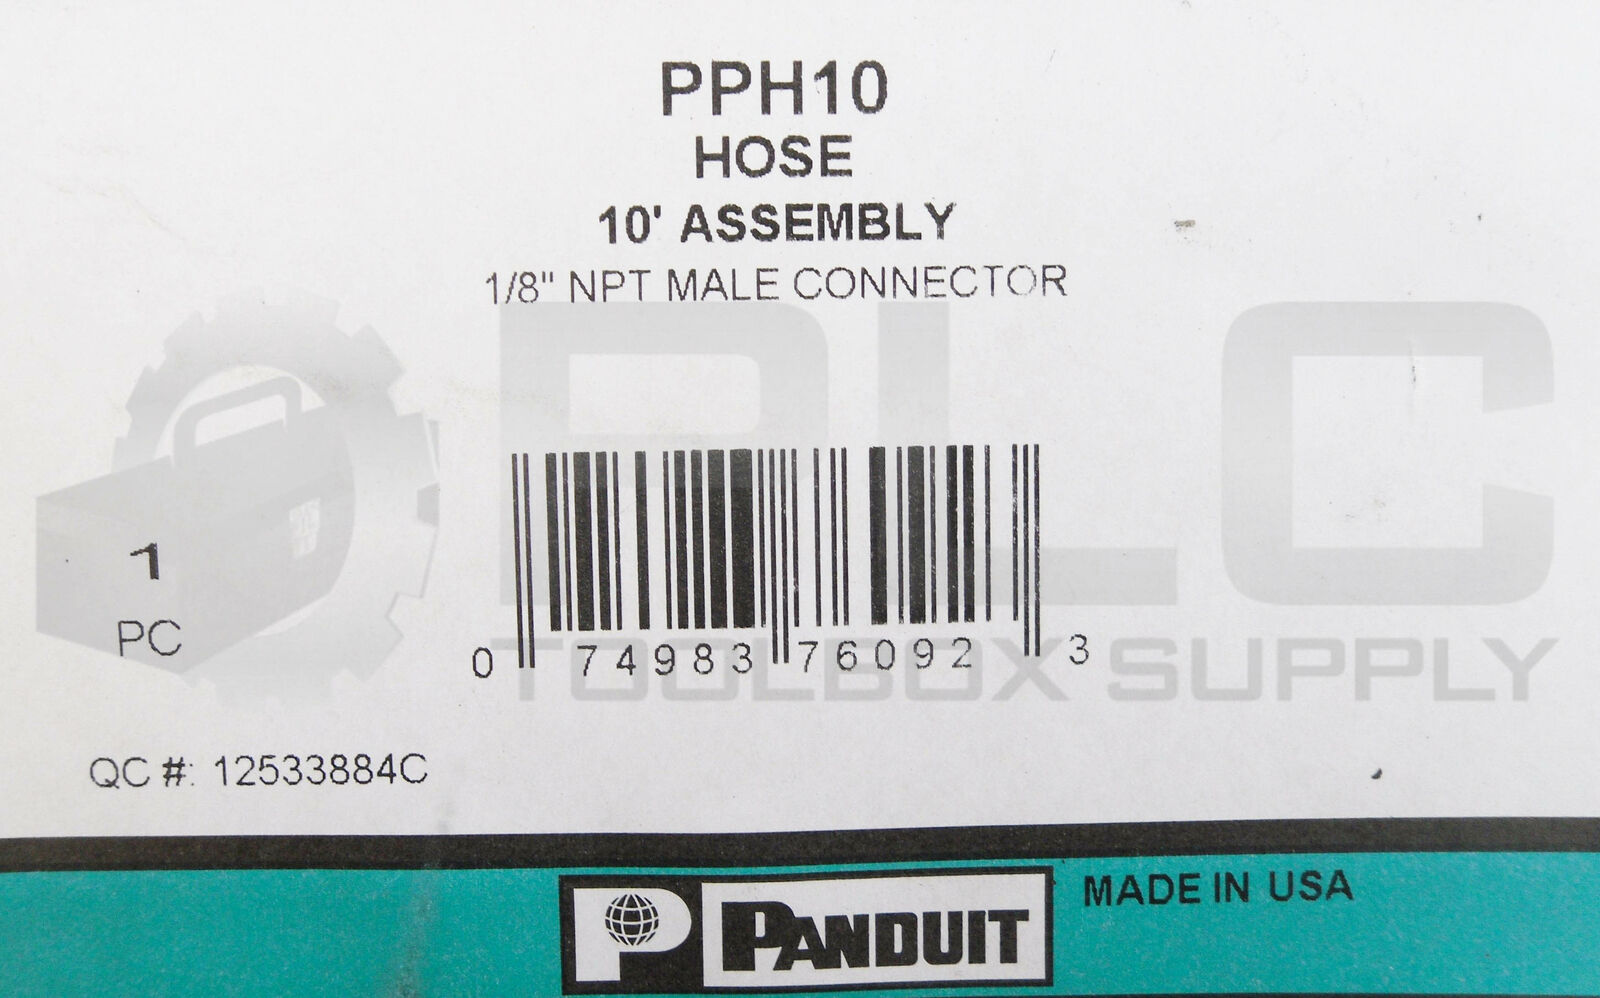 PPH10
HOSE
10' ASSEMBLY
1/8" NPT MALE CONNECTOR
PLC
1
PC
0 74983 76092 3
TOOLBOX SUPPLY
QC #: 12533884C
P PANDUIT
MADE IN USA